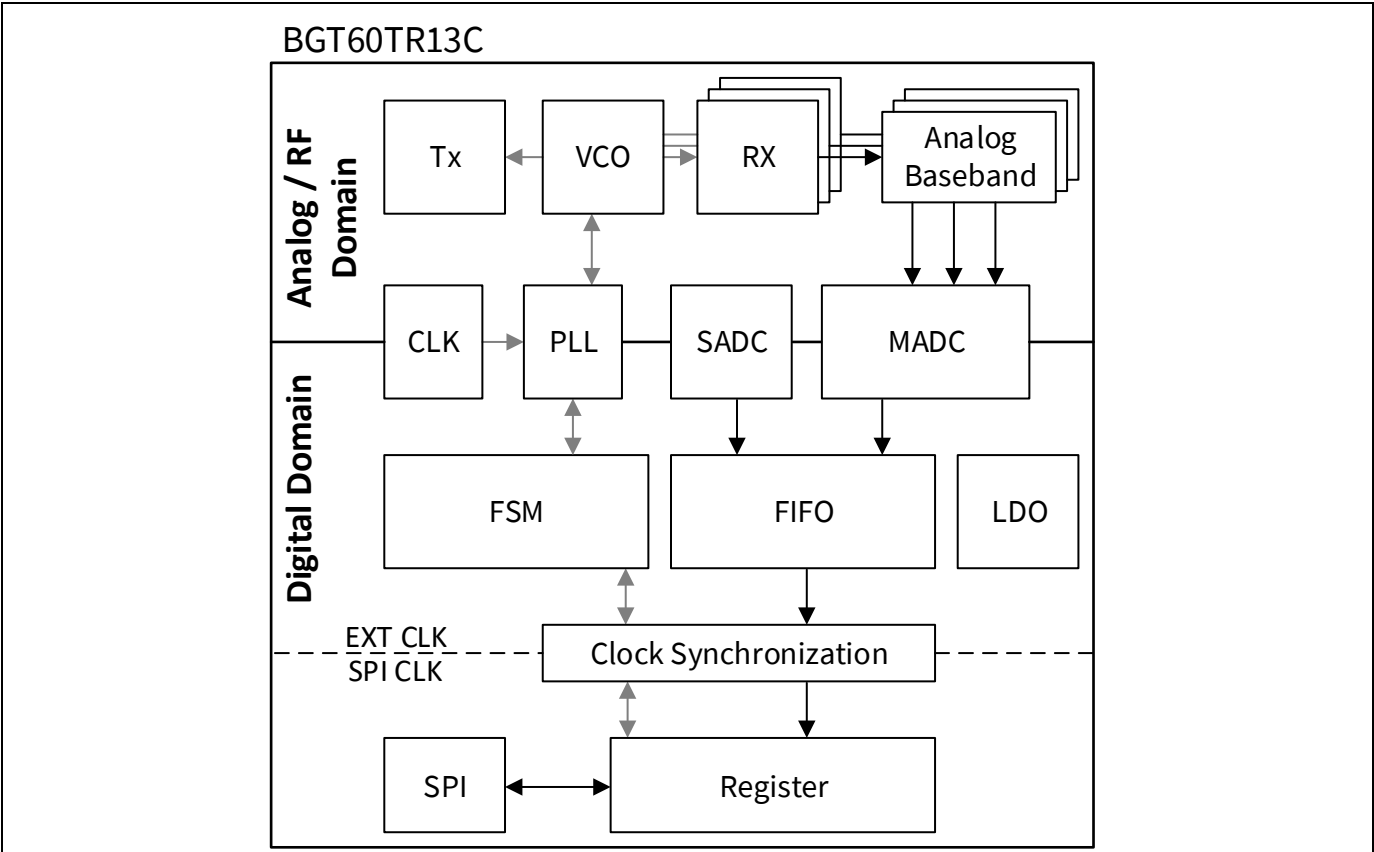 BGT60TR13C
Analog / RF
Domain
Tx
VCO
RX
Analog
Baseband
CLK
PLL
SADC
MADC
Digital Domain
FSM
FIFO
LDO
EXT CLK
SPI CLK
Clock Synchronization
SPI
Register